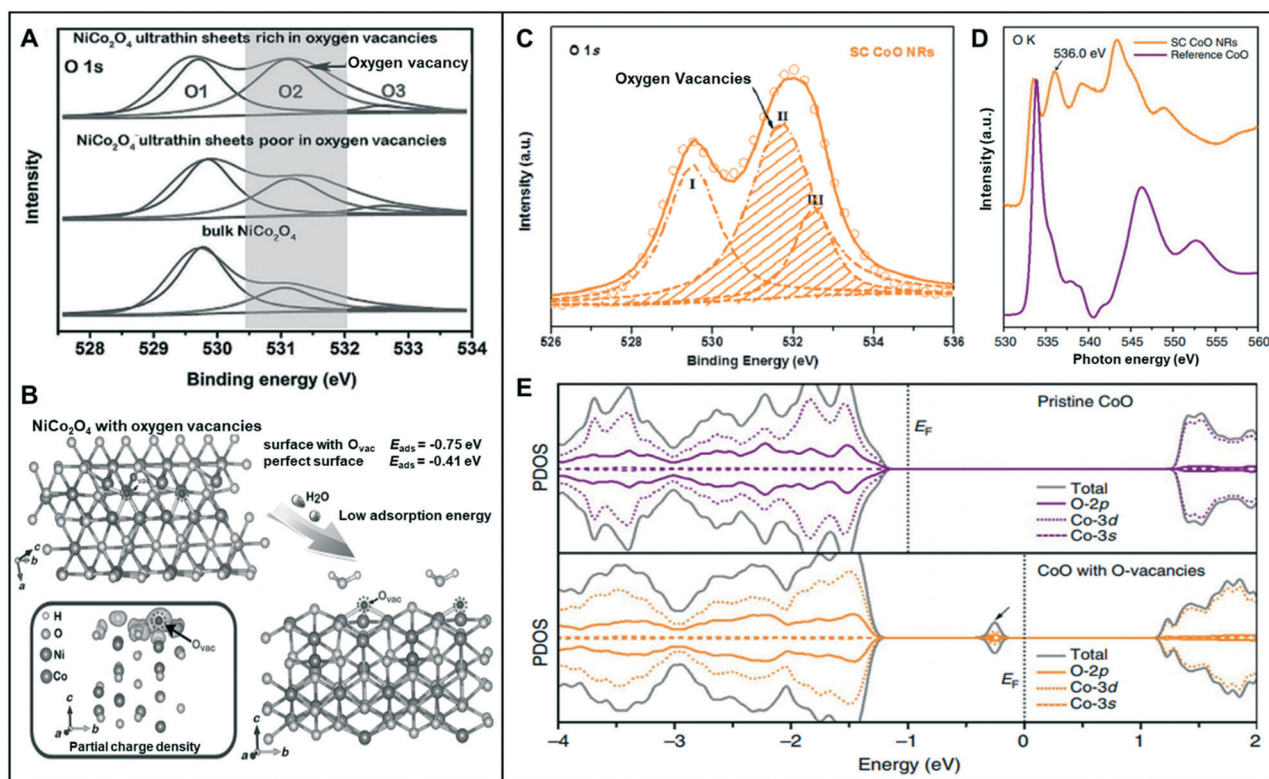 A
NiCo2O4 ultrathin sheets rich in oxygen vacancies
O 1s
Oxygen vacancy
O1
O2
O3
NiCo2O4 ultrathin sheets poor in oxygen vacancies
bulk NiCo2O4
Intensity
528 529 530 531 532 533 534
Binding energy (eV)
B
NiCo2O4 with oxygen vacancies
surface with Ovac Eads = -0.75 eV
perfect surface Eads = -0.41 eV
Ovac
H2O
Low adsorption energy
c
b
a
H
O
Ni
Co
Ovac
c
a
b
Partial charge density
Ovac
c
a
b
C
O 1s
SC CoO NRs
Oxygen Vacancies
I
II
III
Intensity (a.u.)
526 528 530 532 534 536
Binding Energy (eV)
D
O K
SC CoO NRs
Reference CoO
536.0 eV
Intensity (a.u.)
530 535 540 545 550 555 560
Photon energy (eV)
E
Pristine CoO
EF
PDOS
Total
O-2p
Co-3d
Co-3s
CoO with O-vacancies
EF
PDOS
Total
O-2p
Co-3d
Co-3s
−4 −3 −2 −1 0 1 2
Energy (eV)